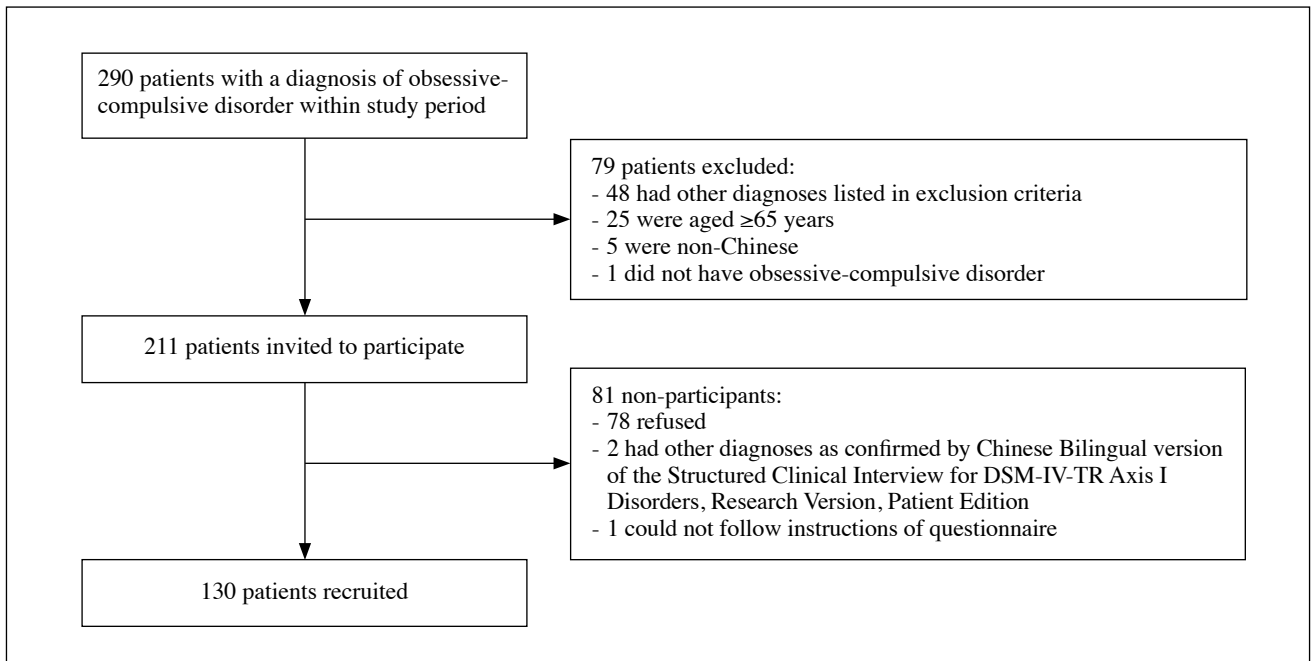 290 patients with a diagnosis of obsessive-
compulsive disorder within study period
79 patients excluded:
- 48 had other diagnoses listed in exclusion criteria
- 25 were aged ≥65 years
- 5 were non-Chinese
- 1 did not have obsessive-compulsive disorder
211 patients invited to participate
81 non-participants:
- 78 refused
- 2 had other diagnoses as confirmed by Chinese Bilingual version
of the Structured Clinical Interview for DSM-IV-TR Axis I
Disorders, Research Version, Patient Edition
- 1 could not follow instructions of questionnaire
130 patients recruited